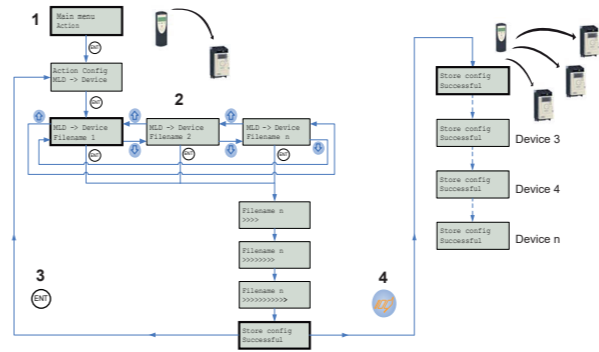 1
Main menu
Action
ENT
Action Config
MLD -> Device
ENT
2
MLD -> Device
Filename 1
MLD -> Device
Filename 2
MLD -> Device
Filename n
ENT
ENT
ENT
Filename n
>>>>
Filename n
>>>>>>>>
Filename n
>>>>>>>>>>>
Store config
Successful
3
ENT
4
Store config
Successful
Store config
Successful
Device 3
Store config
Successful
Device 4
Store config
Successful
Device n